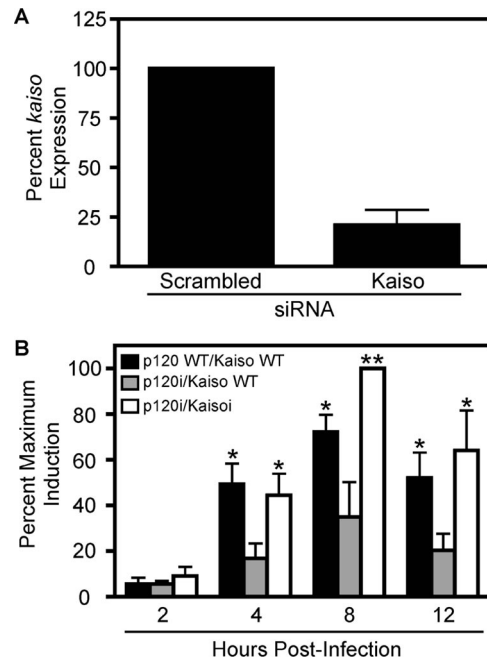 A
Percent kaiso
Expression
125
100
75
50
25
0
Scrambled
Kaiso
siRNA
B
Percent Maximum
Induction
100
80
60
40
20
0
p120 WT/Kaiso WT
p120i/Kaiso WT
p120i/Kaisoi
*
*
*
**
*
*
2
4
8
12
Hours Post-Infection